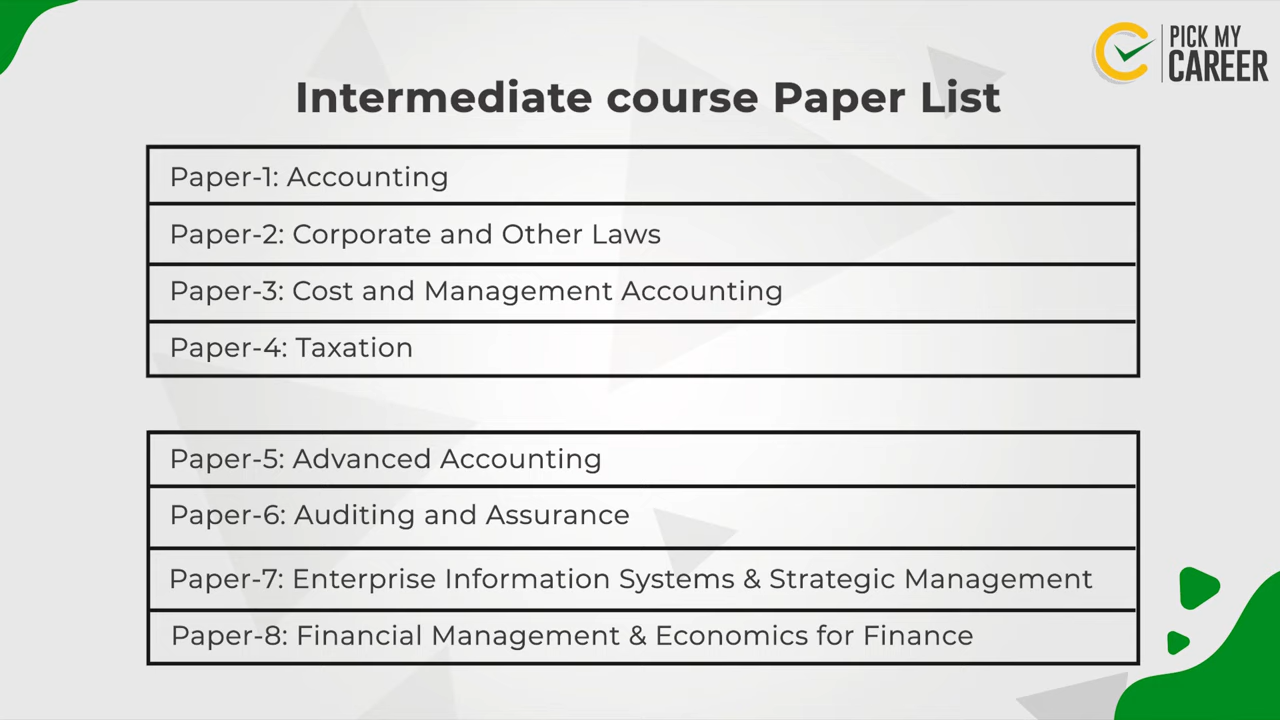 PICK MY
CAREER
Intermediate course Paper List
Paper-1: Accounting
Paper-2: Corporate and Other Laws
Paper-3: Cost and Management Accounting
Paper-4: Taxation
Paper-5: Advanced Accounting
Paper-6: Auditing and Assurance
Paper-7: Enterprise Information Systems & Strategic Management
Paper-8: Financial Management & Economics for Finance